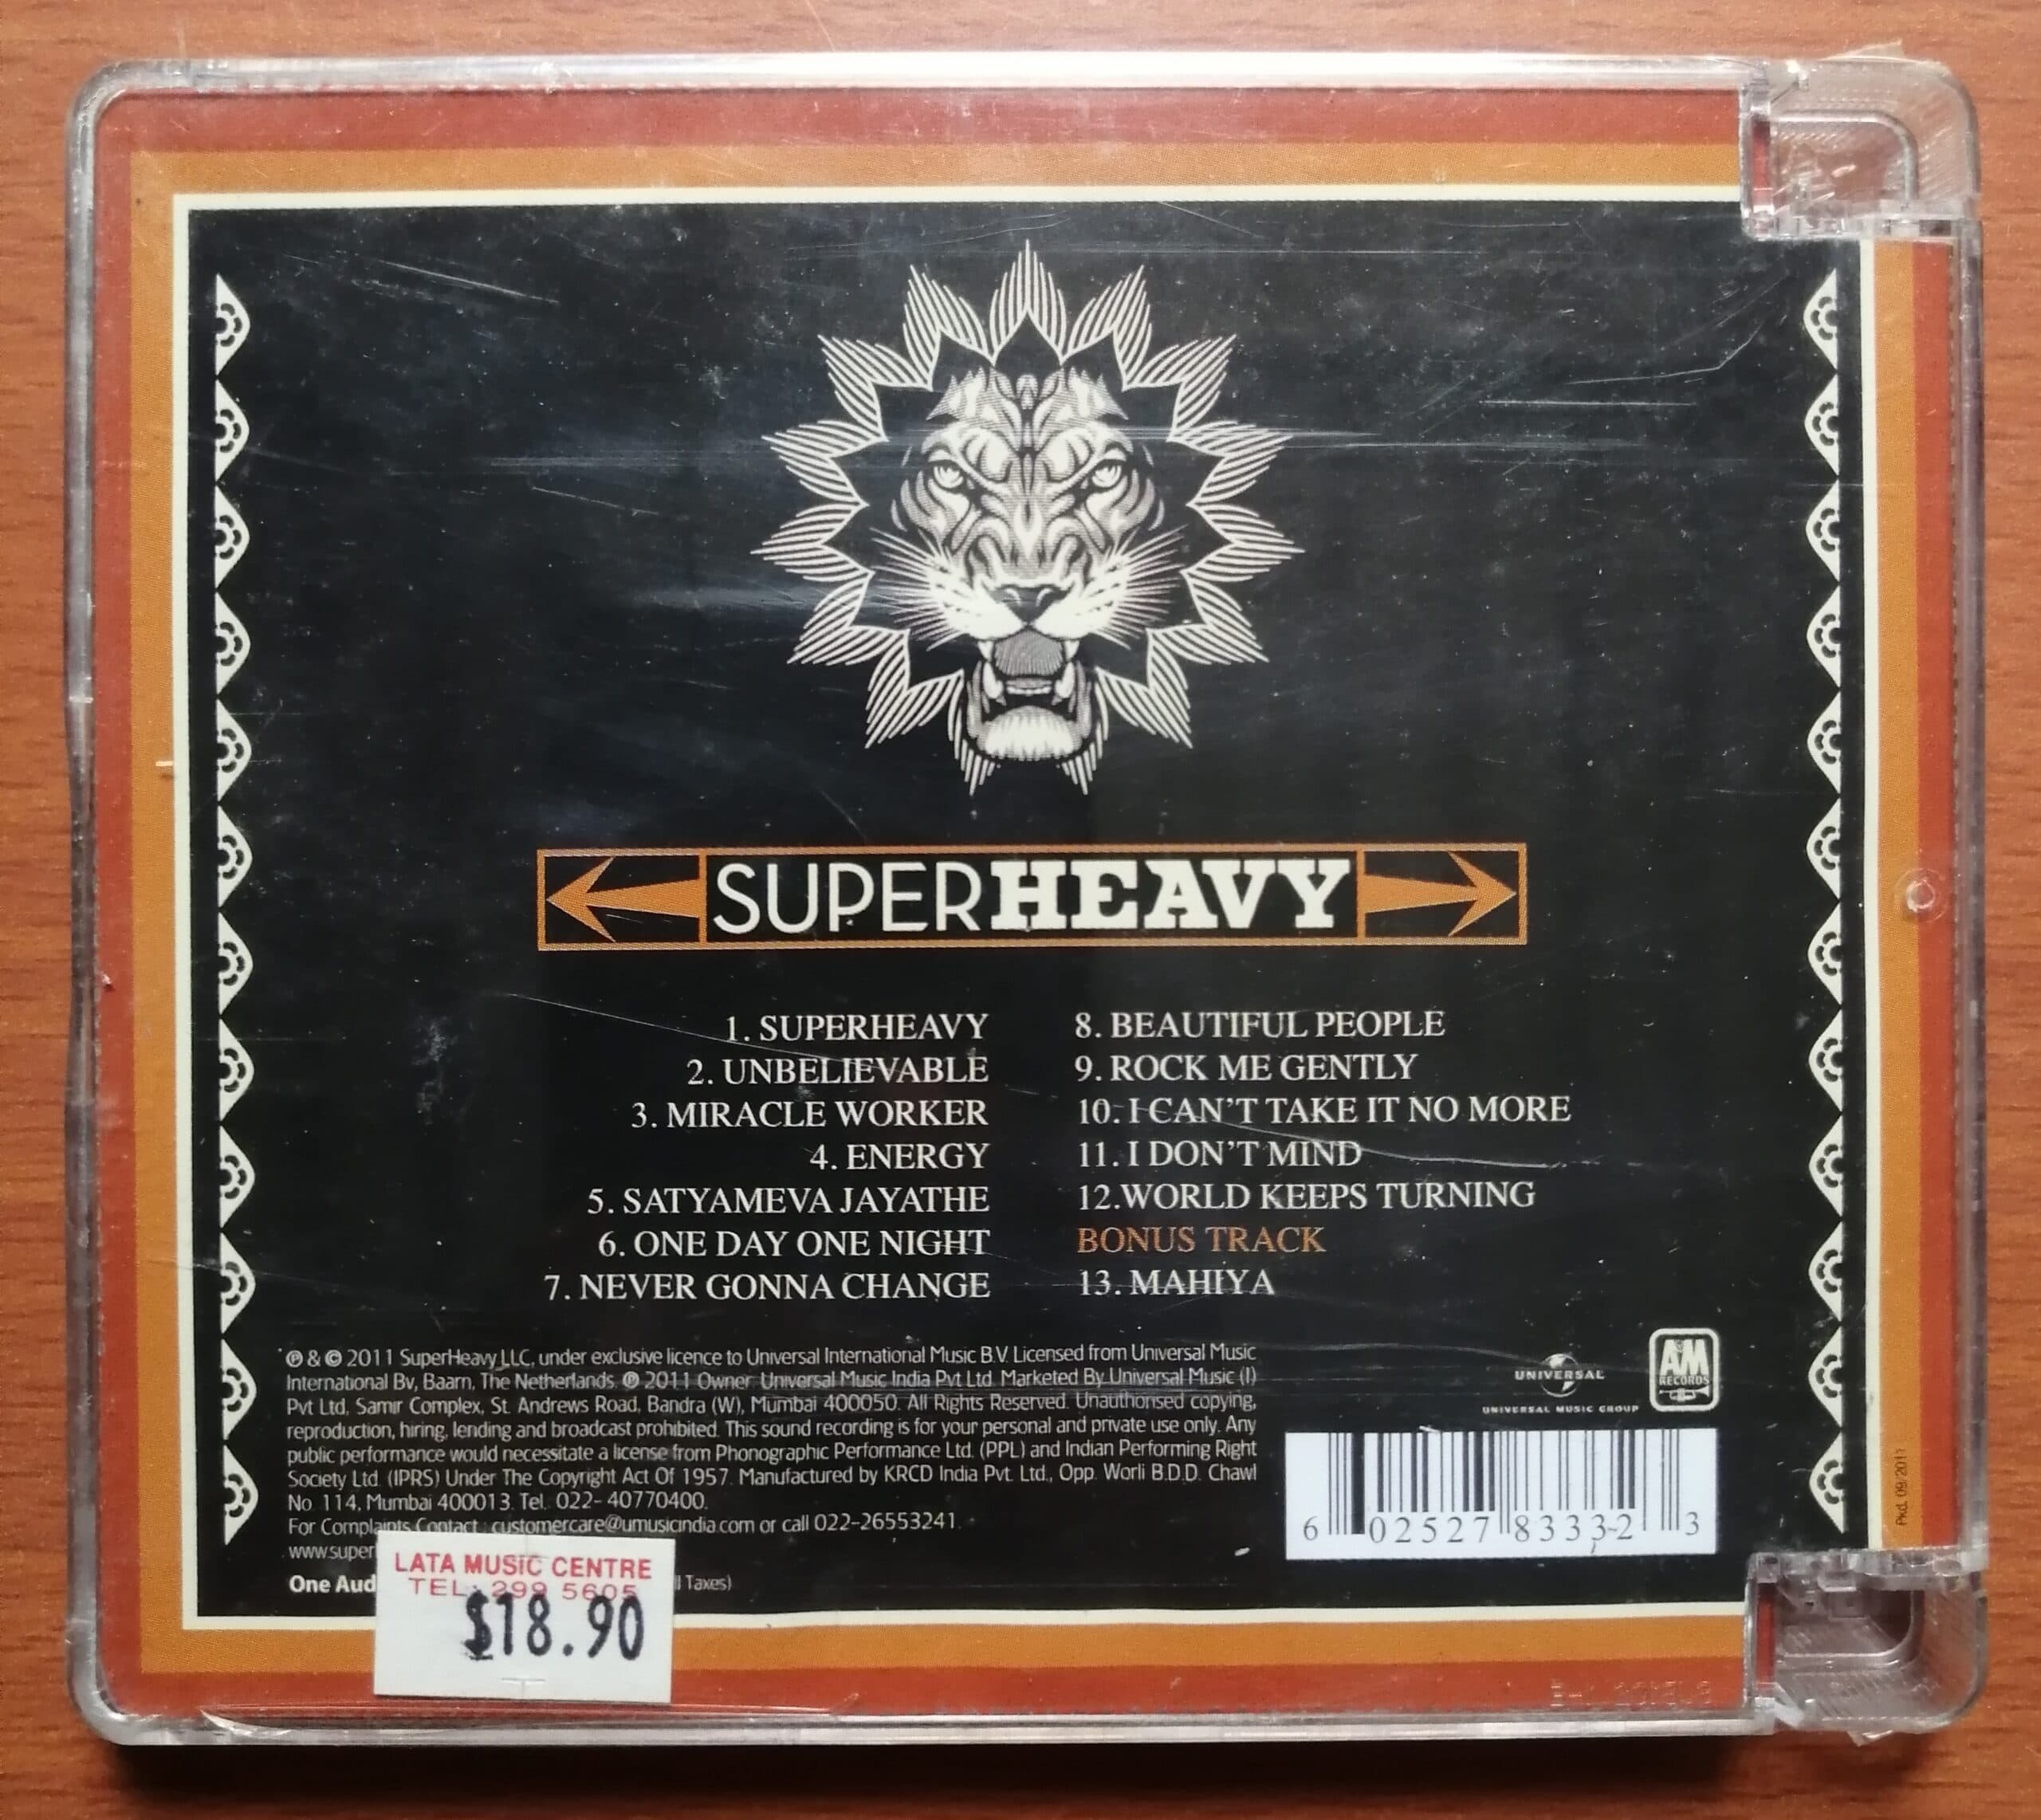 SUPERHEAVY
1. SUPERHEAVY
2. UNBELIEVABLE
3. MIRACLE WORKER
4. ENERGY
5. SATYAMEVA JAYATHE
6. ONE DAY ONE NIGHT
7. NEVER GONNA CHANGE
8. BEAUTIFUL PEOPLE
9. ROCK ME GENTLY
10. I CAN'T TAKE IT NO MORE
11. I DON'T MIND
12.WORLD KEEPS TURNING
BONUS TRACK
13. MAHIYA
℗ & © 2011 SuperHeavy LLC, under exclusive licence to Universal International Music B.V. Licensed from Universal Music
International Bv, Baarn, The Netherlands. ℗ 2011 Owner Universal Music India Pvt Ltd. Marketed By Universal Music (I)
Pvt Ltd, Samir Complex, St. Andrews Road, Bandra (W), Mumbai 400050. All Rights Reserved. Unauthorised copying,
reproduction, hiring, lending and broadcast prohibited. This sound recording is for your personal and private use only. Any
public performance would necessitate a license from Phonographic Performance Ltd. (PPL) and Indian Performing Right
Society Ltd. (IPRS) Under The Copyright Act Of 1957. Manufactured by KRCD India Pvt. Ltd., Opp. Worli B.D.D. Chawl
No. 114, Mumbai 400013. Tel. 022- 40770400.
For Complaints Contact : customercare@umusicindia.com or call 022-26553241.
www.super
One Aud
Taxes)
LATA MUSIC CENTRE
TEL: 299 5605
$18.90
UNIVERSAL
UNIVERSAL MUSIC GROUP
A&M
RECORDS
6 02527 83332 3
Pkd. 09/2011